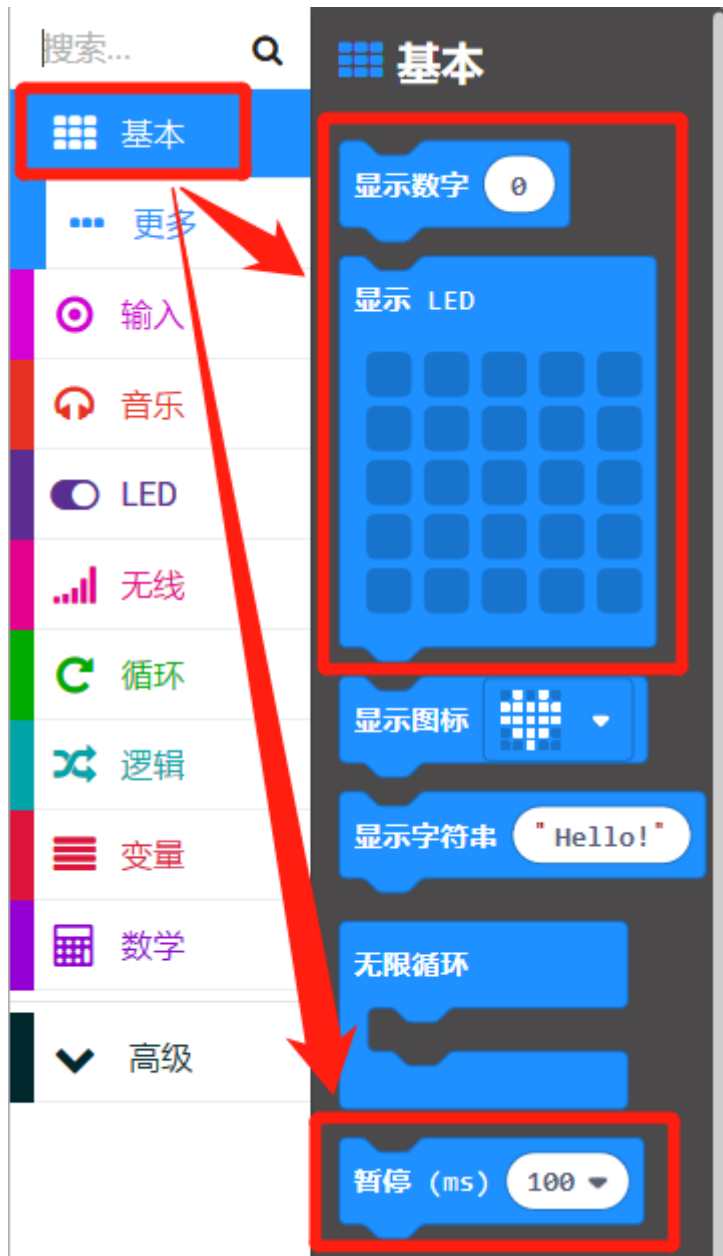 搜索...
基本
更多
输入
音乐
LED
无线
循环
逻辑
变量
数学
高级
基本
显示数字 0
显示 LED
显示图标
显示字符串 "Hello!"
无限循环
暂停 (ms) 100